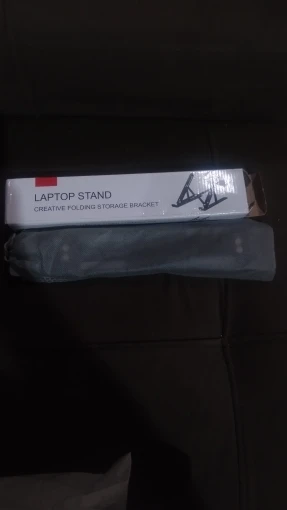 LAPTOP STAND
CREATIVE FOLDING STORAGE BRACKET